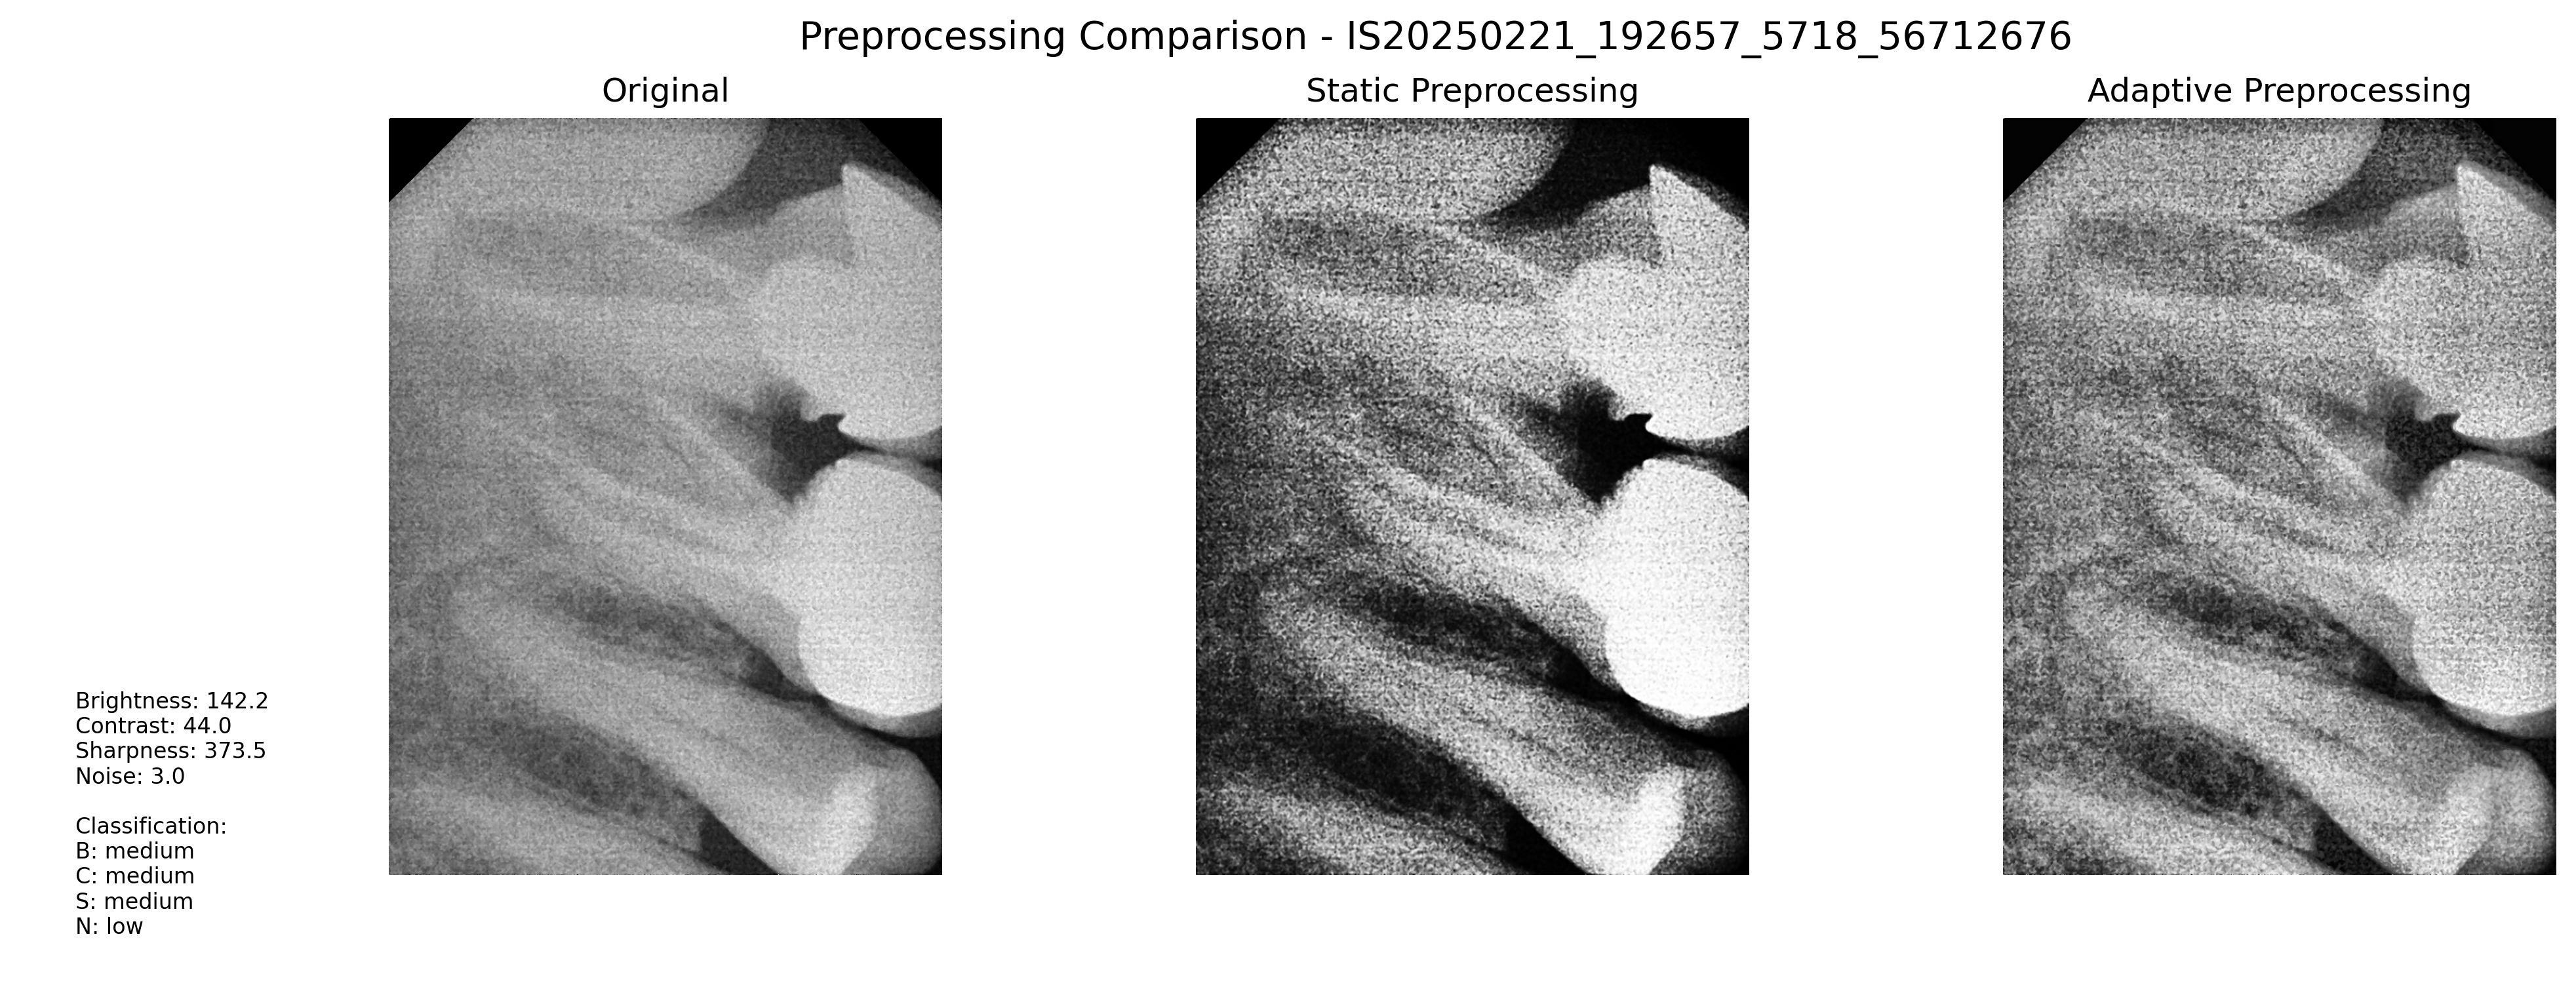 Preprocessing Comparison - IS20250221_192657_5718_56712676
Original
Static Preprocessing
Adaptive Preprocessing
Brightness: 142.2
Contrast: 44.0
Sharpness: 373.5
Noise: 3.0
Classification:
B: medium
C: medium
S: medium
N: low